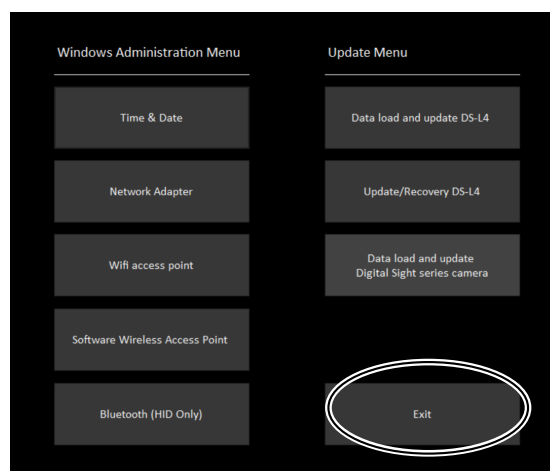 Windows Administration Menu
Time & Date
Network Adapter
Wifi access point
Software Wireless Access Point
Bluetooth (HID Only)
Update Menu
Data load and update DS-L4
Update/Recovery DS-L4
Data load and update
Digital Sight series camera
Exit